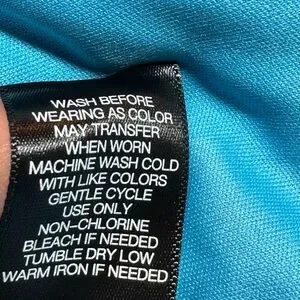 WASH BEFORE
WEARING AS COLOR
MAY TRANSFER
WHEN WORN
MACHINE WASH COLD
WITH LIKE COLORS
GENTLE CYCLE
USE ONLY
NON-CHLORINE
BLEACH IF NEEDED
TUMBLE DRY LOW
WARM IRON IF NEEDED